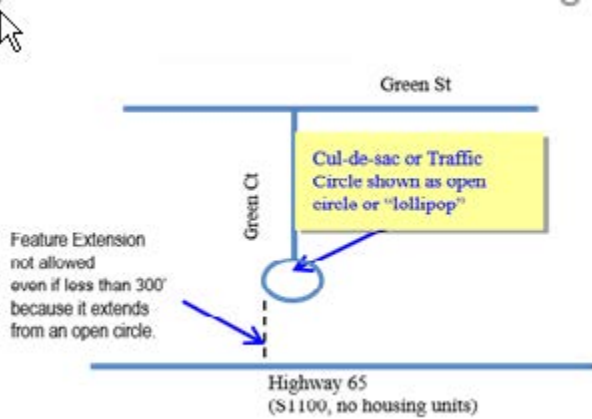 Green St
Cul-de-sac or Traffic
Circle shown as open
circle or “lollipop”
Green Ct
Feature Extension
not allowed
even if less than 300'
because it extends
from an open circle.
Highway 65
(S1100, no housing units)